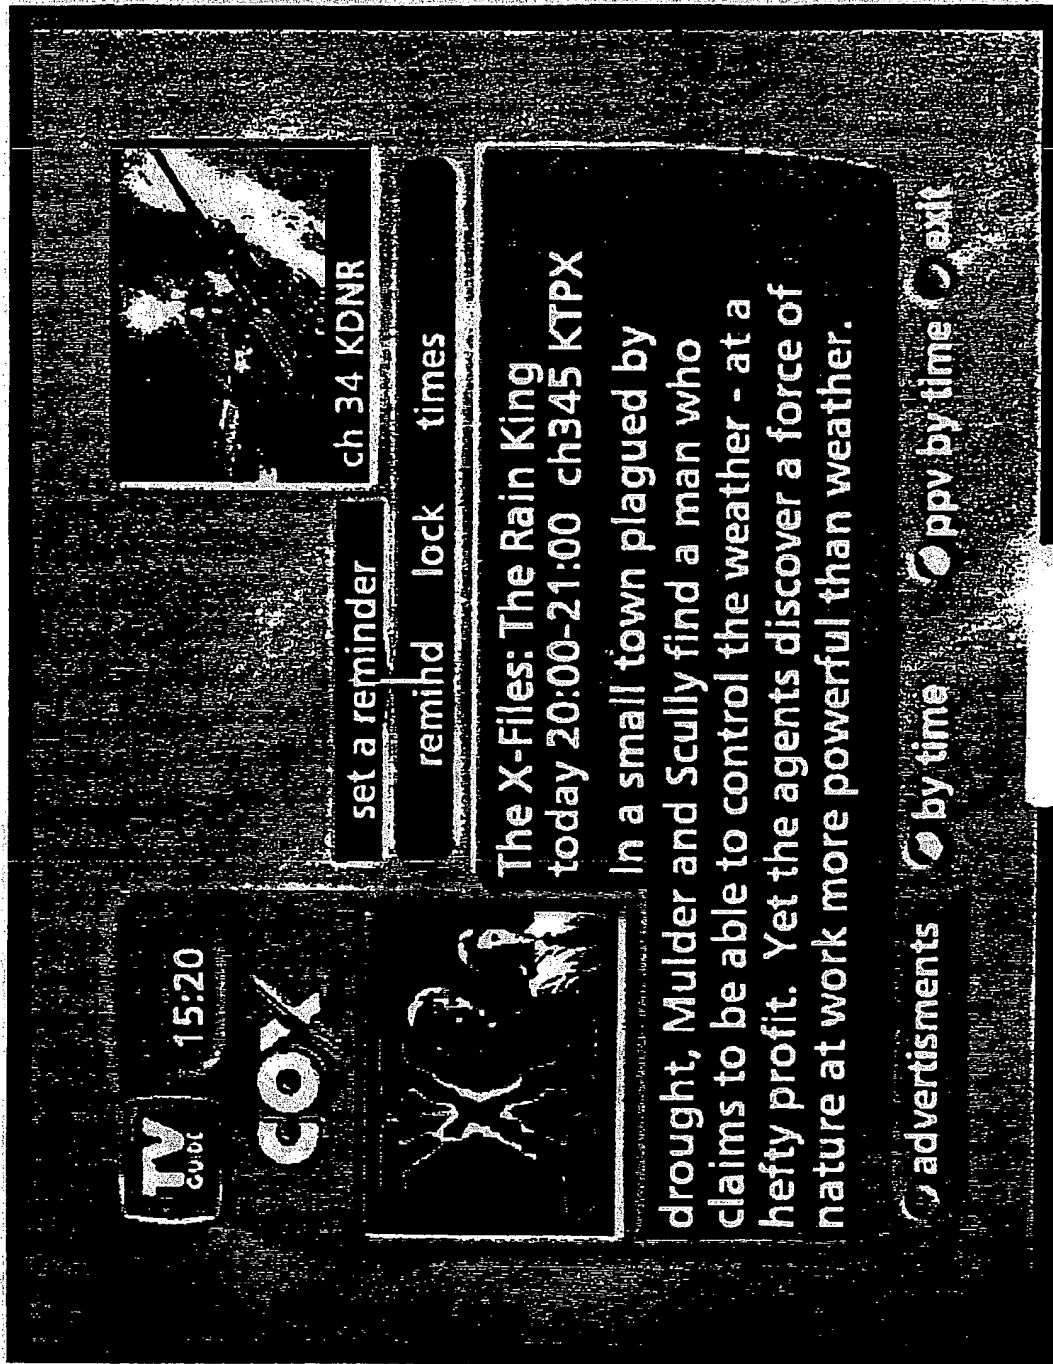 TV
GUIDE
15:20
COX
ch 34 KDNR
set a reminder
remind lock times
The X-Files: The Rain King
today 20:00-21:00 ch345 KTPX
In a small town plagued by
drought, Mulder and Scully find a man who
claims to be able to control the weather - at a
hefty profit. Yet the agents discover a force of
nature at work more powerful than weather.
advertisments by time ppv by time exit